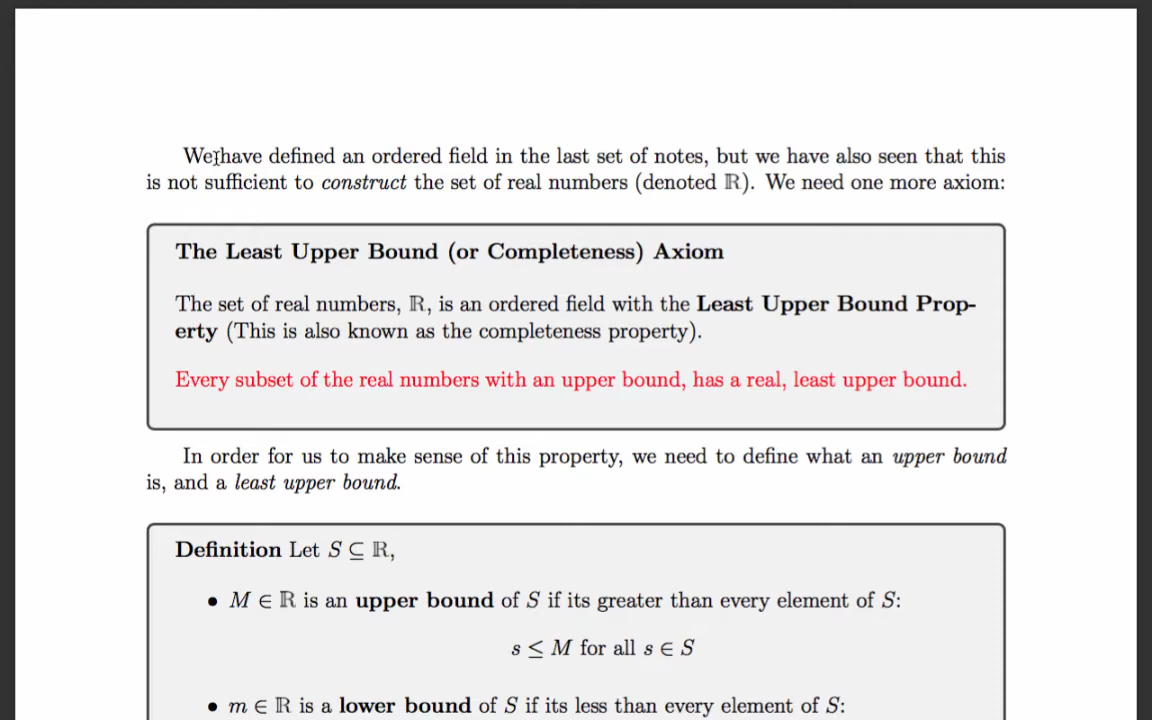 We have defined an ordered field in the last set of notes, but we have also seen that this
is not sufficient to construct the set of real numbers (denoted ℝ). We need one more axiom:
The Least Upper Bound (or Completeness) Axiom
The set of real numbers, ℝ, is an ordered field with the Least Upper Bound Prop-
erty (This is also known as the completeness property).
Every subset of the real numbers with an upper bound, has a real, least upper bound.
In order for us to make sense of this property, we need to define what an upper bound
is, and a least upper bound.
Definition Let S ⊆ ℝ,
• M ∈ ℝ is an upper bound of S if its greater than every element of S:
s ≤ M for all s ∈ S
• m ∈ ℝ is a lower bound of S if its less than every element of S: